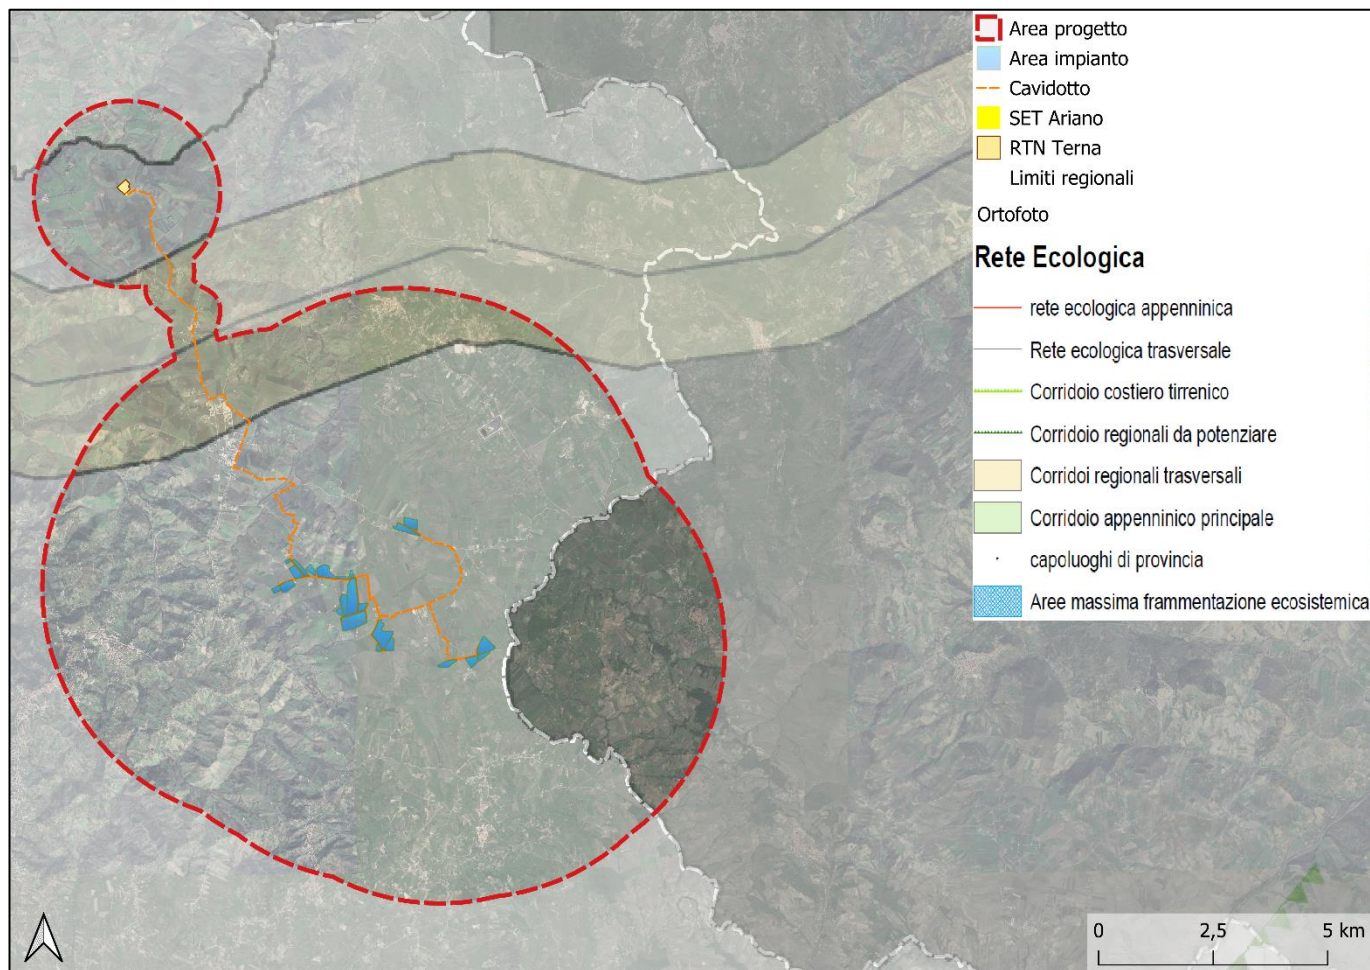 Area progetto
Area impianto
Cavidotto
SET Ariano
RTN Terna
Limiti regionali
Ortofoto
Rete Ecologica
rete ecologica appenninica
Rete ecologica trasversale
Corridoio costiero tirrenico
Corridoio regionali da potenziare
Corridoi regionali trasversali
Corridoio appenninico principale
capoluoghi di provincia
Aree massima frammentazione ecosistemica
0 2,5 5 km